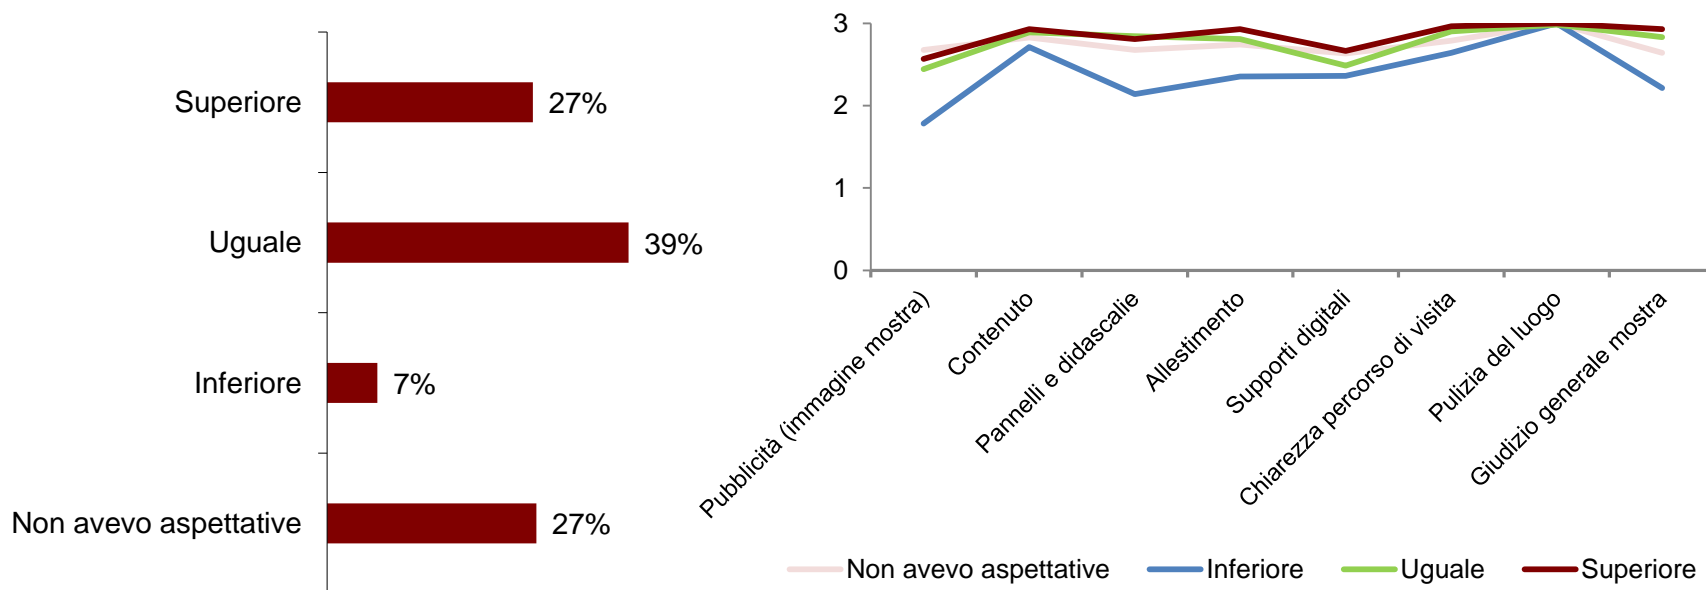 Superiore
27%
Uguale
39%
Inferiore
7%
Non avevo aspettative
27%
3
2
1
0
Pubblicità (immagine mostra)
Contenuto
Pannelli e didascalie
Allestimento
Supporti digitali
Chiarezza percorso di visita
Pulizia del luogo
Giudizio generale mostra
Non avevo aspettative
Inferiore
Uguale
Superiore